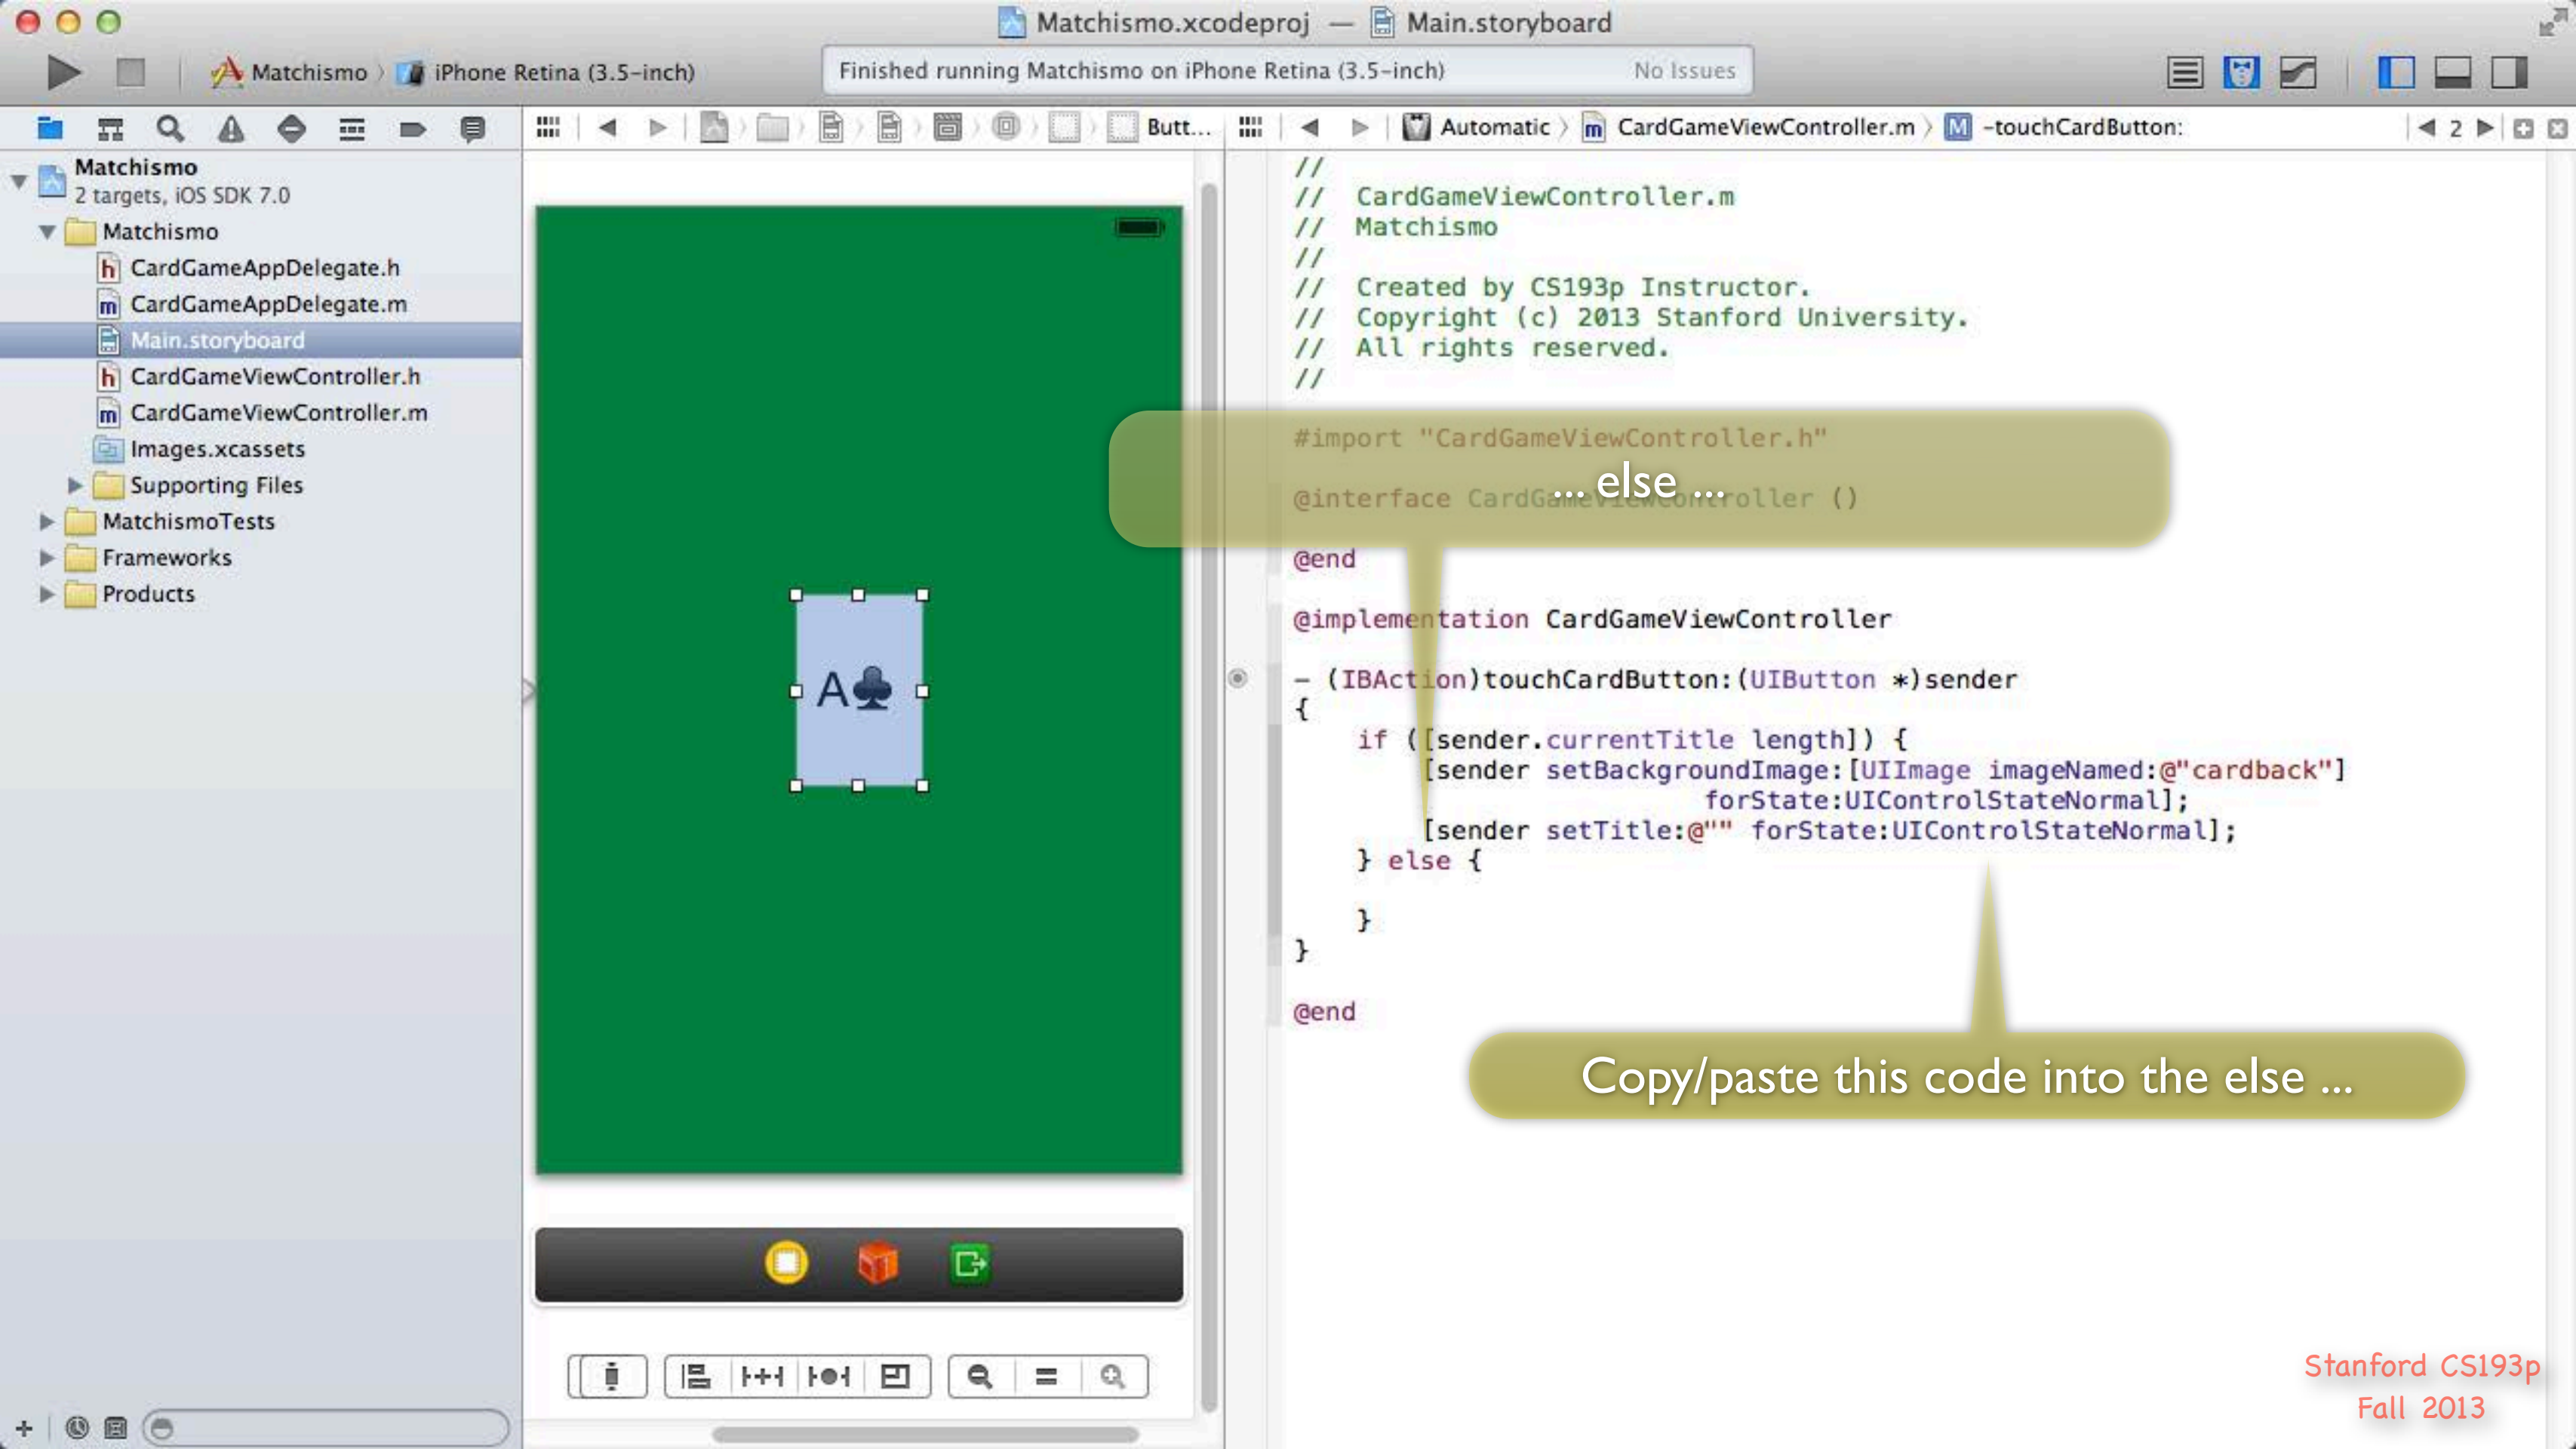 Matchismo.xcodeproj — Main.storyboard
Matchismo iPhone Retina (3.5-inch)
Finished running Matchismo on iPhone Retina (3.5-inch) No Issues
Butt...
Automatic CardGameViewController.m M -touchCardButton: 2
Matchismo
2 targets, iOS SDK 7.0
Matchismo
h CardGameAppDelegate.h
m CardGameAppDelegate.m
Main.storyboard
h CardGameViewController.h
m CardGameViewController.m
Images.xcassets
Supporting Files
MatchismoTests
Frameworks
Products
A♣
//
//  CardGameViewController.m
//  Matchismo
//
//  Created by CS193p Instructor.
//  Copyright (c) 2013 Stanford University.
//  All rights reserved.
//
#import "CardGameViewController.h"
... else ...
@interface CardGameViewController ()
@end
@implementation CardGameViewController
- (IBAction)touchCardButton:(UIButton *)sender
{
    if ([sender.currentTitle length]) {
        [sender setBackgroundImage:[UIImage imageNamed:@"cardback"]
                          forState:UIControlStateNormal];
        [sender setTitle:@"" forState:UIControlStateNormal];
    } else {
    }
}
@end
Copy/paste this code into the else ...
Stanford CS193p
Fall 2013